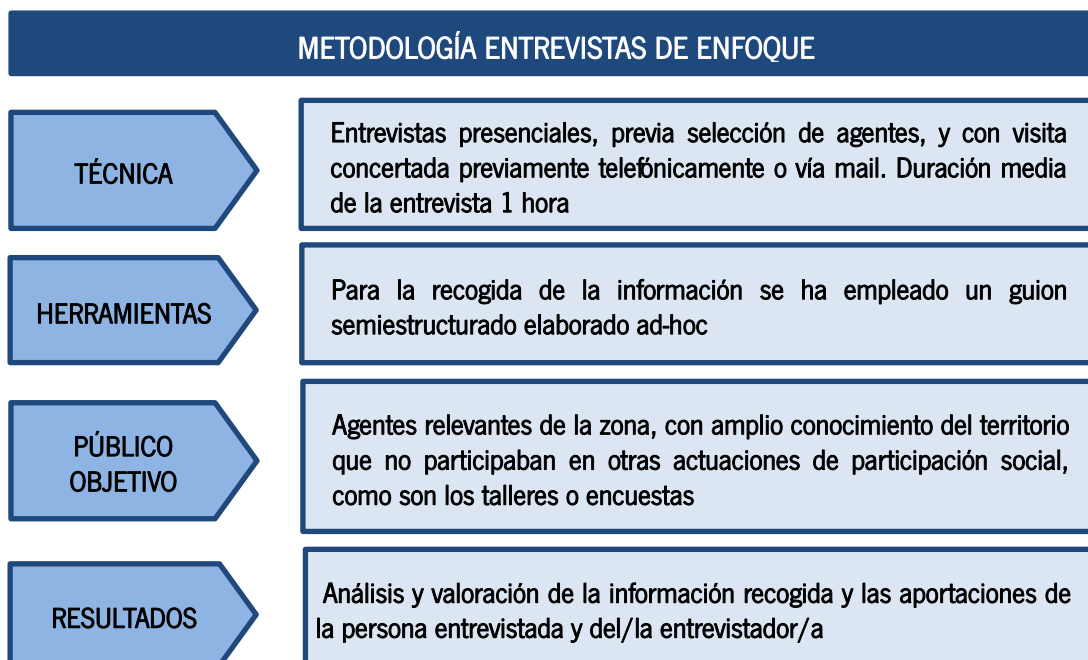 METODOLOGÍA ENTREVISTAS DE ENFOQUE
TÉCNICA
Entrevistas presenciales, previa selección de agentes, y con visita
concertada previamente telefónicamente o vía mail. Duración media
de la entrevista 1 hora
HERRAMIENTAS
Para la recogida de la información se ha empleado un guion
semiestructurado elaborado ad-hoc
PÚBLICO
OBJETIVO
Agentes relevantes de la zona, con amplio conocimiento del territorio
que no participaban en otras actuaciones de participación social,
como son los talleres o encuestas
RESULTADOS
Análisis y valoración de la información recogida y las aportaciones de
la persona entrevistada y del/la entrevistador/a